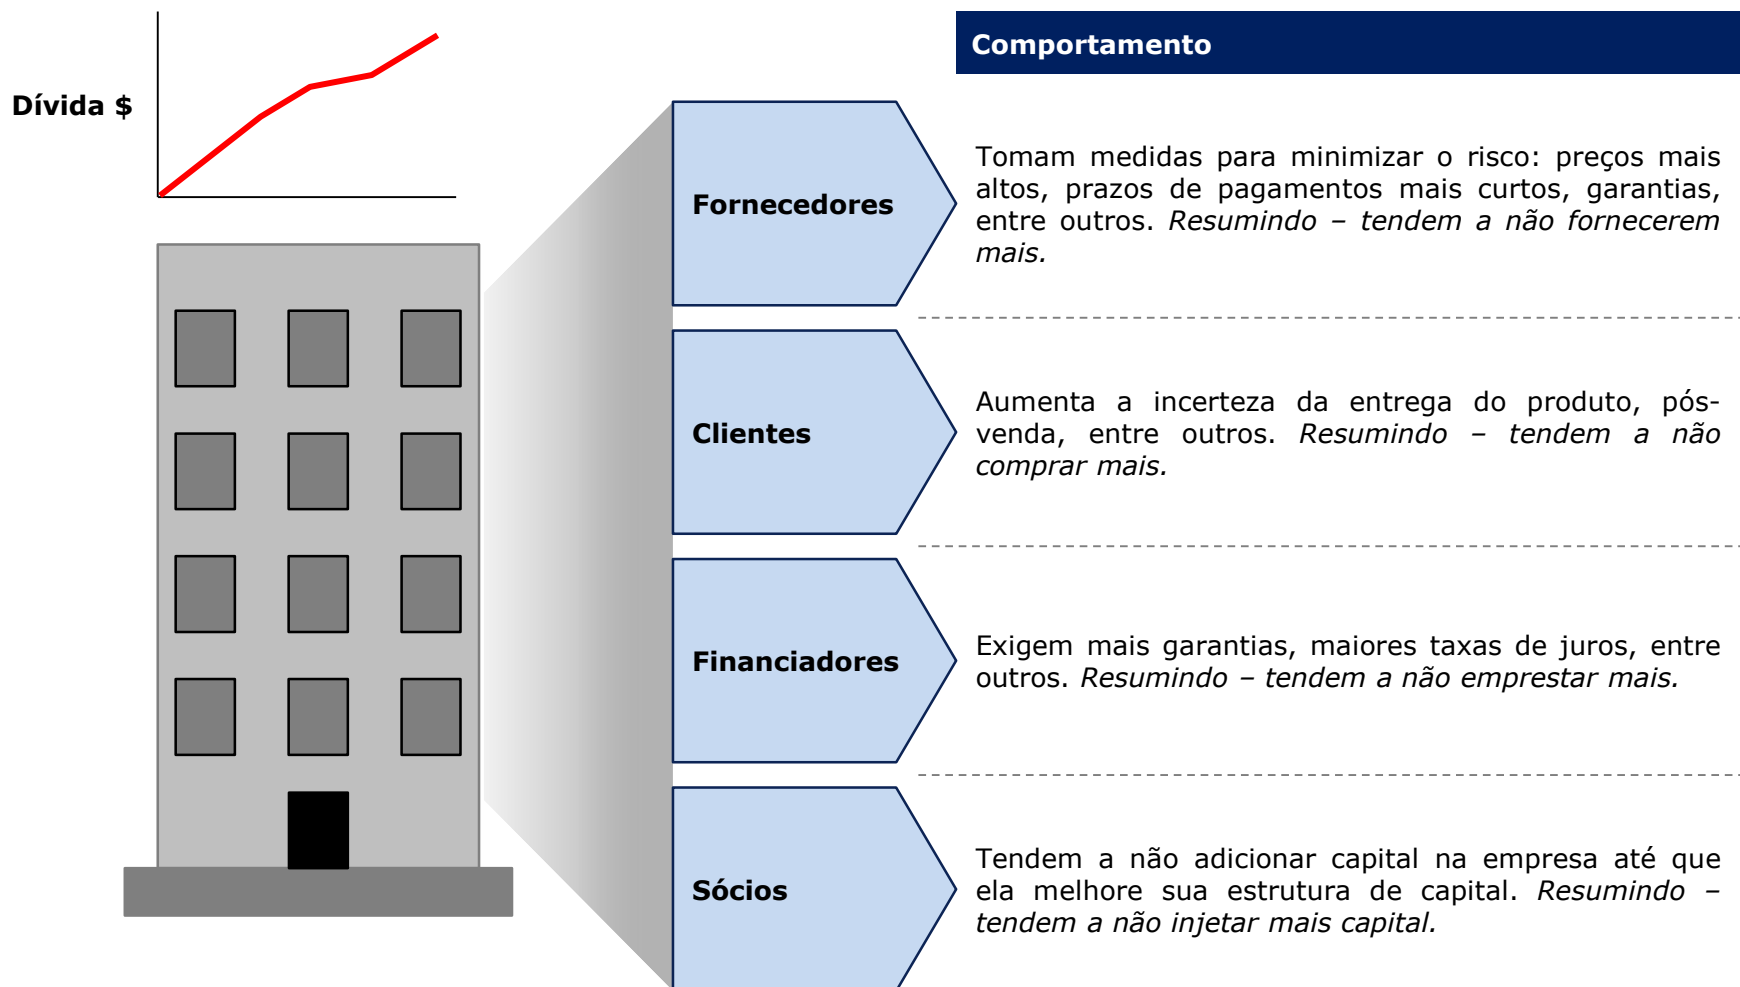 Comportamento
Dívida $
Fornecedores
Tomam medidas para minimizar o risco: preços mais
altos, prazos de pagamentos mais curtos, garantias,
entre outros. Resumindo – tendem a não fornecerem
mais.
Clientes
Aumenta a incerteza da entrega do produto, pós-
venda, entre outros. Resumindo – tendem a não
comprar mais.
Financiadores
Exigem mais garantias, maiores taxas de juros, entre
outros. Resumindo – tendem a não emprestar mais.
Sócios
Tendem a não adicionar capital na empresa até que
ela melhore sua estrutura de capital. Resumindo –
tendem a não injetar mais capital.